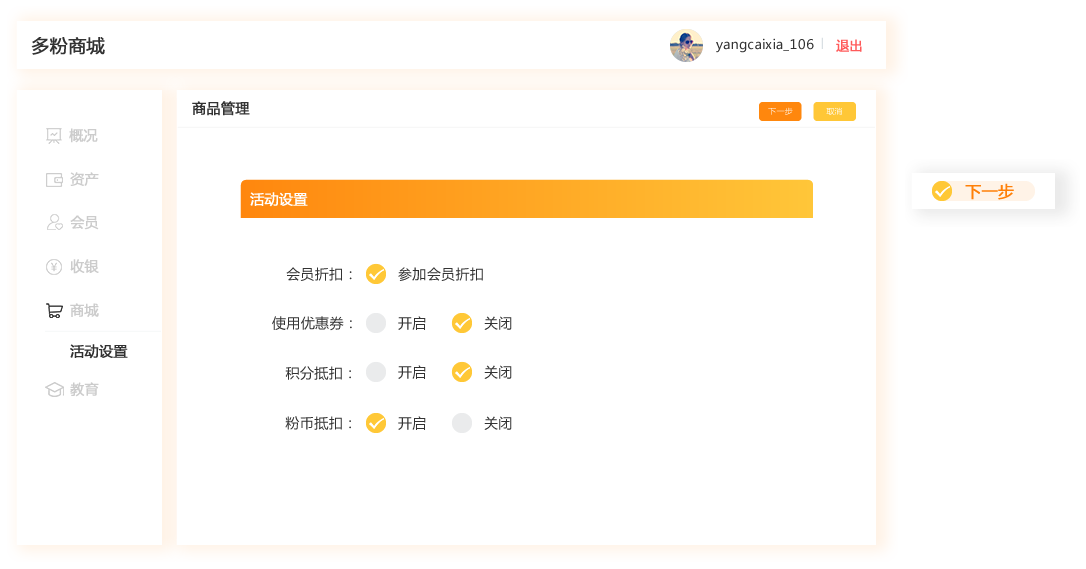 多粉商城
yangcaixia_106
退出
概况
资产
会员
收银
商城
活动设置
教育
商品管理
下一步
取消
活动设置
会员折扣： 参加会员折扣
使用优惠券： 开启 关闭
积分抵扣： 开启 关闭
粉币抵扣： 开启 关闭
下一步